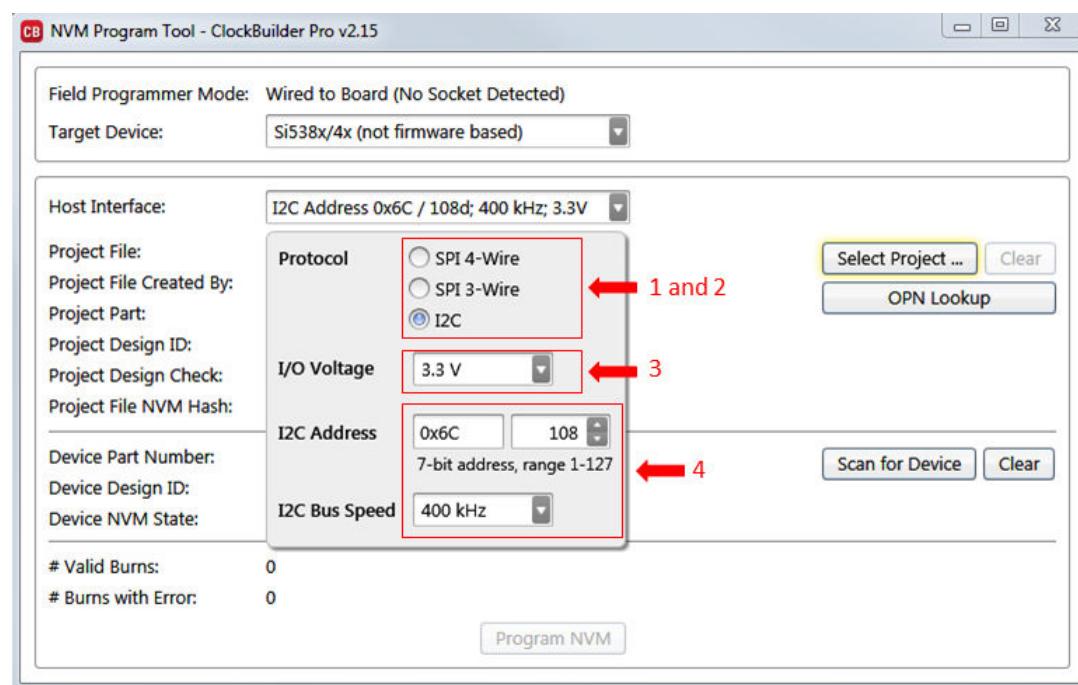 CB NVM Program Tool - ClockBuilder Pro v2.15
Field Programmer Mode: Wired to Board (No Socket Detected)
Target Device: Si538x/4x (not firmware based)
Host Interface: I2C Address 0x6C / 108d; 400 kHz; 3.3V
Project File:
Protocol SPI 4-Wire
Select Project ... Clear
Project File Created By:
SPI 3-Wire
1 and 2
OPN Lookup
Project Part:
I2C
Project Design ID:
Project Design Check:
I/O Voltage 3.3 V
3
Project File NVM Hash:
I2C Address 0x6C 108
7-bit address, range 1-127
4
Device Part Number:
Scan for Device Clear
Device Design ID:
Device NVM State:
I2C Bus Speed 400 kHz
# Valid Burns: 0
# Burns with Error: 0
Program NVM